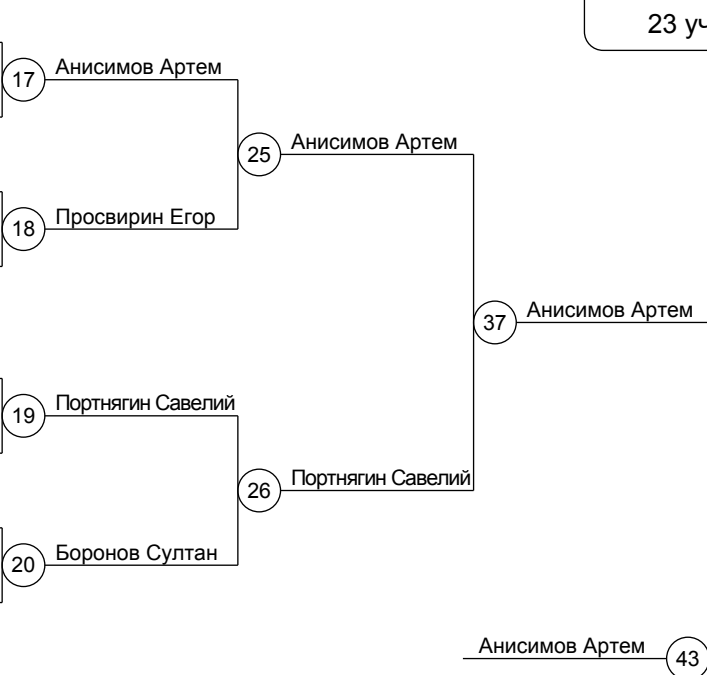 23 уч
17 Анисимов Артем
25 Анисимов Артем
18 Просвирин Егор
37 Анисимов Артем
19 Портнягин Савелий
26 Портнягин Савелий
20 Боронов Султан
Анисимов Артем 43